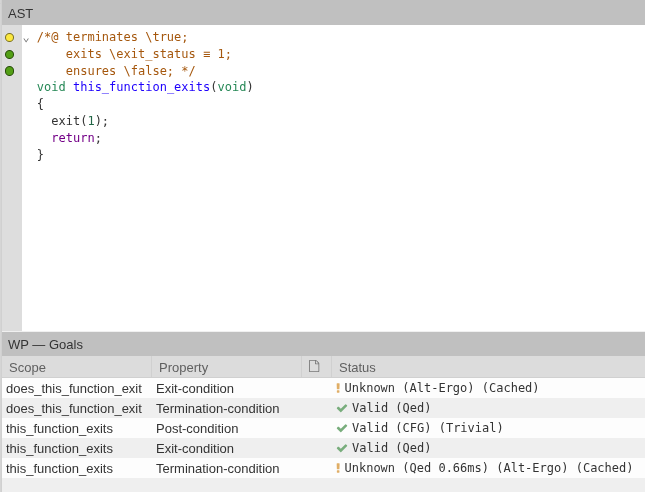 AST
/*@ terminates \true;
exits \exit_status ≡ 1;
ensures \false; */
void this_function_exits(void)
{
exit(1);
return;
}
WP — Goals
Scope Property Status
does_this_function_exit Exit-condition Unknown (Alt-Ergo) (Cached)
does_this_function_exit Termination-condition Valid (Qed)
this_function_exits Post-condition Valid (CFG) (Trivial)
this_function_exits Exit-condition Valid (Qed)
this_function_exits Termination-condition Unknown (Qed 0.66ms) (Alt-Ergo) (Cached)